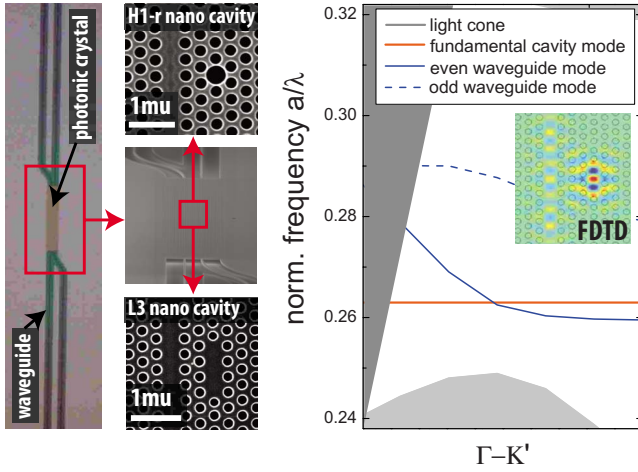 photonic crystal
waveguide
H1-r nano cavity
1mu
L3 nano cavity
1mu
norm. frequency a/λ
0.32
0.30
0.28
0.26
0.24
light cone
fundamental cavity mode
even waveguide mode
odd waveguide mode
FDTD
Γ–K'